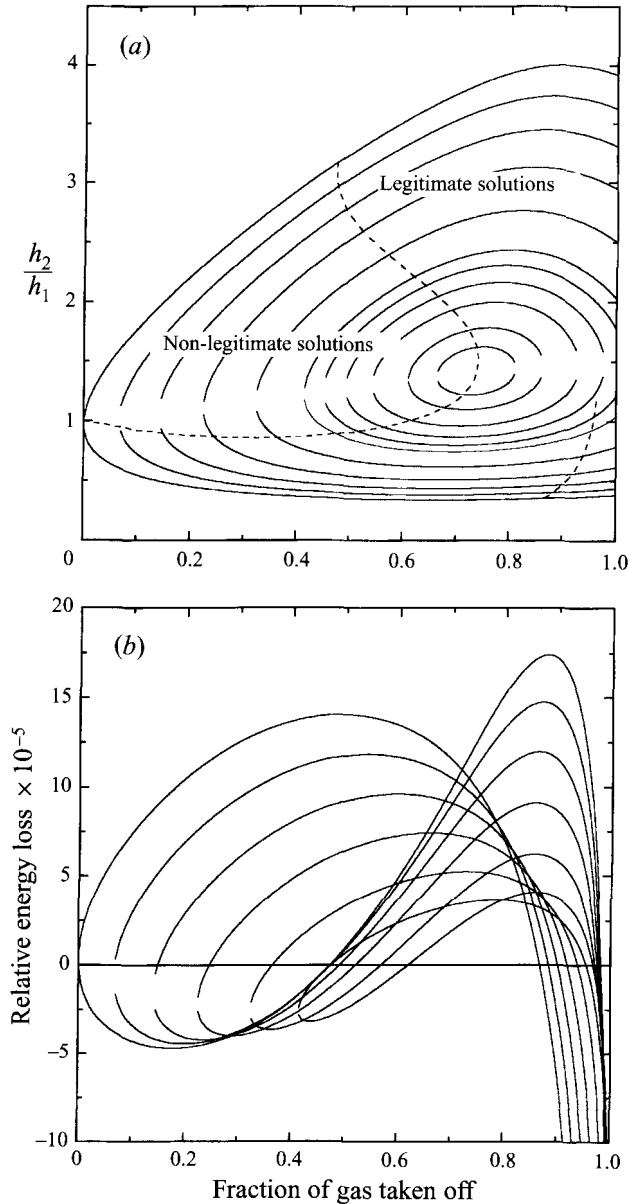 (a)
4
Legitimate solutions
3
h₂
h₁
2
Non-legitimate solutions
1
0 0.2 0.4 0.6 0.8 1.0
20
(b)
15
10
5
0
−5
−10
Relative energy loss × 10⁻⁵
0 0.2 0.4 0.6 0.8 1.0
Fraction of gas taken off